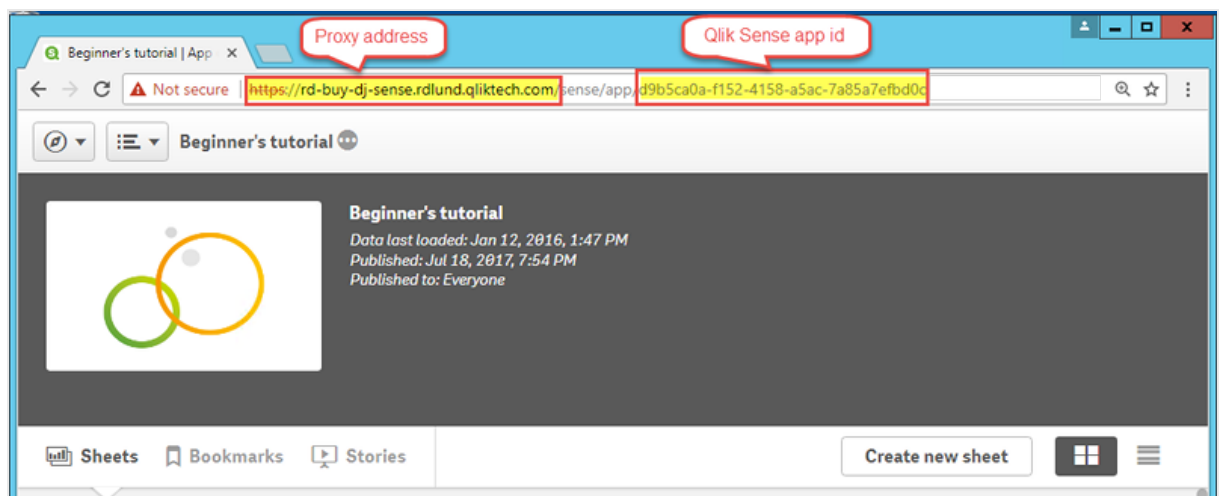 Proxy address
Qlik Sense app id
Beginner's tutorial | App
Not secure | https://rd-buy-dj-sense.rdlund.qliktech.com/sense/app/d9b5ca0a-f152-4158-a5ac-7a85a7efbd0c
Beginner's tutorial
Beginner's tutorial
Data last loaded: Jan 12, 2016, 1:47 PM
Published: Jul 18, 2017, 7:54 PM
Published to: Everyone
Sheets Bookmarks Stories Create new sheet